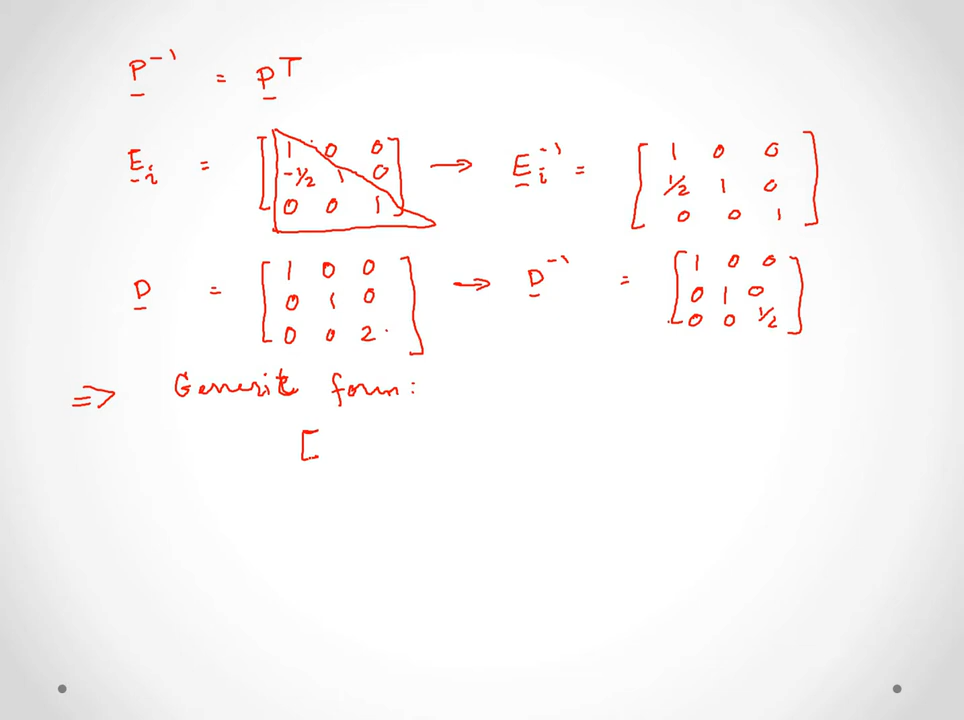 P⁻¹ = Pᵀ
Eᵢ = [1 0 0 → Eᵢ⁻¹ = [1 0 0
-1/2 1 0 1/2 1 0
0 0 1] 0 0 1]
D = [1 0 0 → D⁻¹ = [1 0 0
0 1 0 0 1 0
0 0 2] 0 0 1/2]
⇒ Generic form:
[